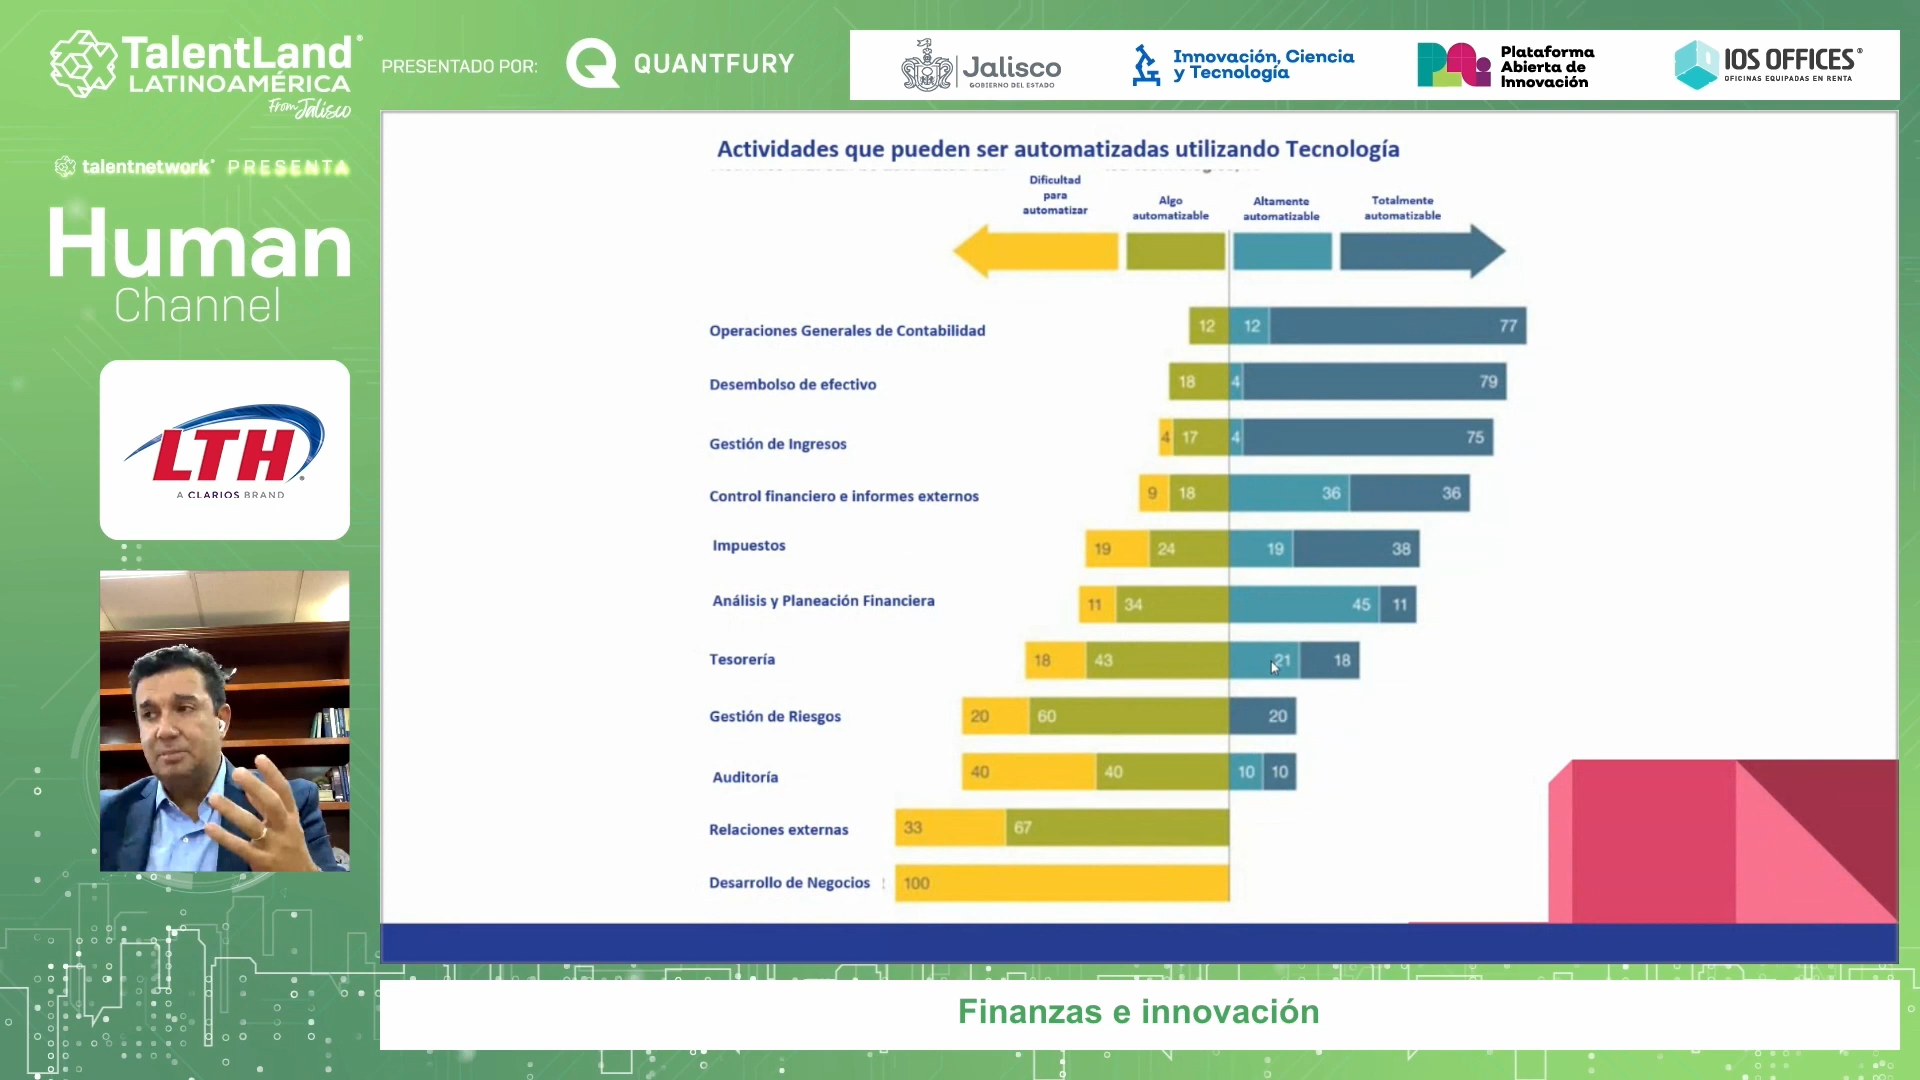 TalentLand®
LATINOAMÉRICA
From Jalisco
PRESENTADO POR:
QUANTFURY
Jalisco
GOBIERNO DEL ESTADO
Innovación, Ciencia
y Tecnología
Plataforma
Abierta de
Innovación
IOS OFFICES®
OFICINAS EQUIPADAS EN RENTA
talentnetwork® PRESENTA
Human
Channel
LTH®
A CLARIOS BRAND
Actividades que pueden ser automatizadas utilizando Tecnología
Dificultad
para
automatizar
Algo
automatizable
Altamente
automatizable
Totalmente
automatizable
Operaciones Generales de Contabilidad 12 12 77
Desembolso de efectivo 18 4 79
Gestión de Ingresos 4 17 4 75
Control financiero e informes externos 9 18 36 36
Impuestos 19 24 19 38
Análisis y Planeación Financiera 11 34 45 11
Tesorería 18 43 21 18
Gestión de Riesgos 20 60 20
Auditoría 40 40 10 10
Relaciones externas 33 67
Desarrollo de Negocios 100
Finanzas e innovación